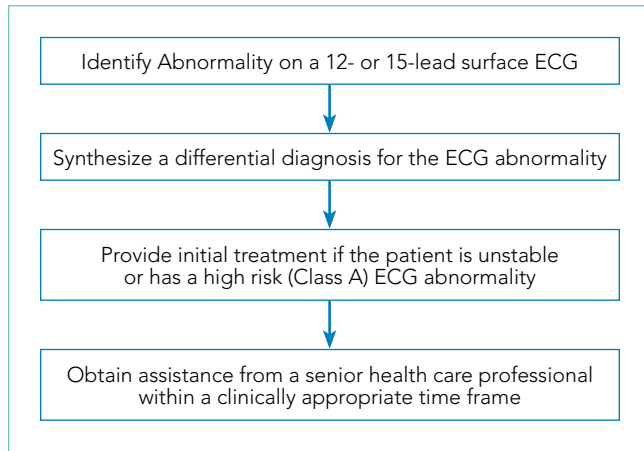 Identify Abnormality on a 12- or 15-lead surface ECG
Synthesize a differential diagnosis for the ECG abnormality
Provide initial treatment if the patient is unstable
or has a high risk (Class A) ECG abnormality
Obtain assistance from a senior health care professional
within a clinically appropriate time frame